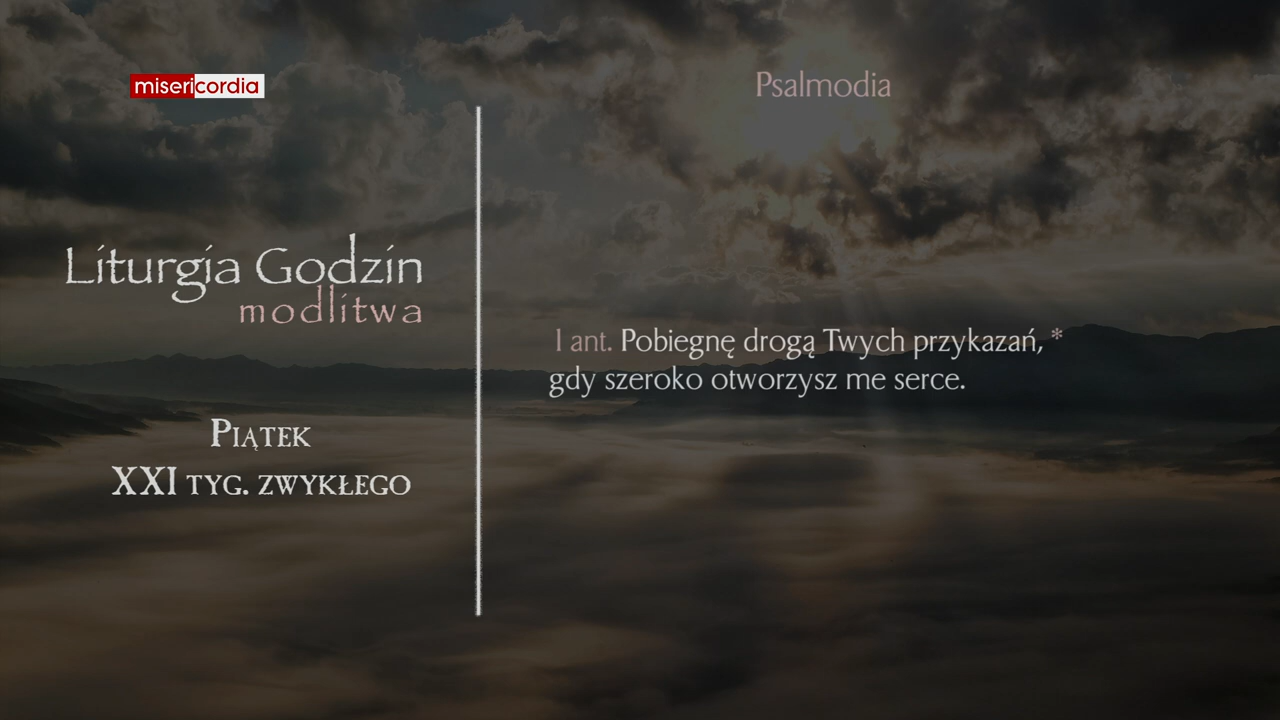 misericordia
Liturgia Godzin
modlitwa
Piątek
XXI tyg. zwykłego
Psalmodia
I ant. Pobiegnę drogą Twych przykazań, *
gdy szeroko otworzysz me serce.